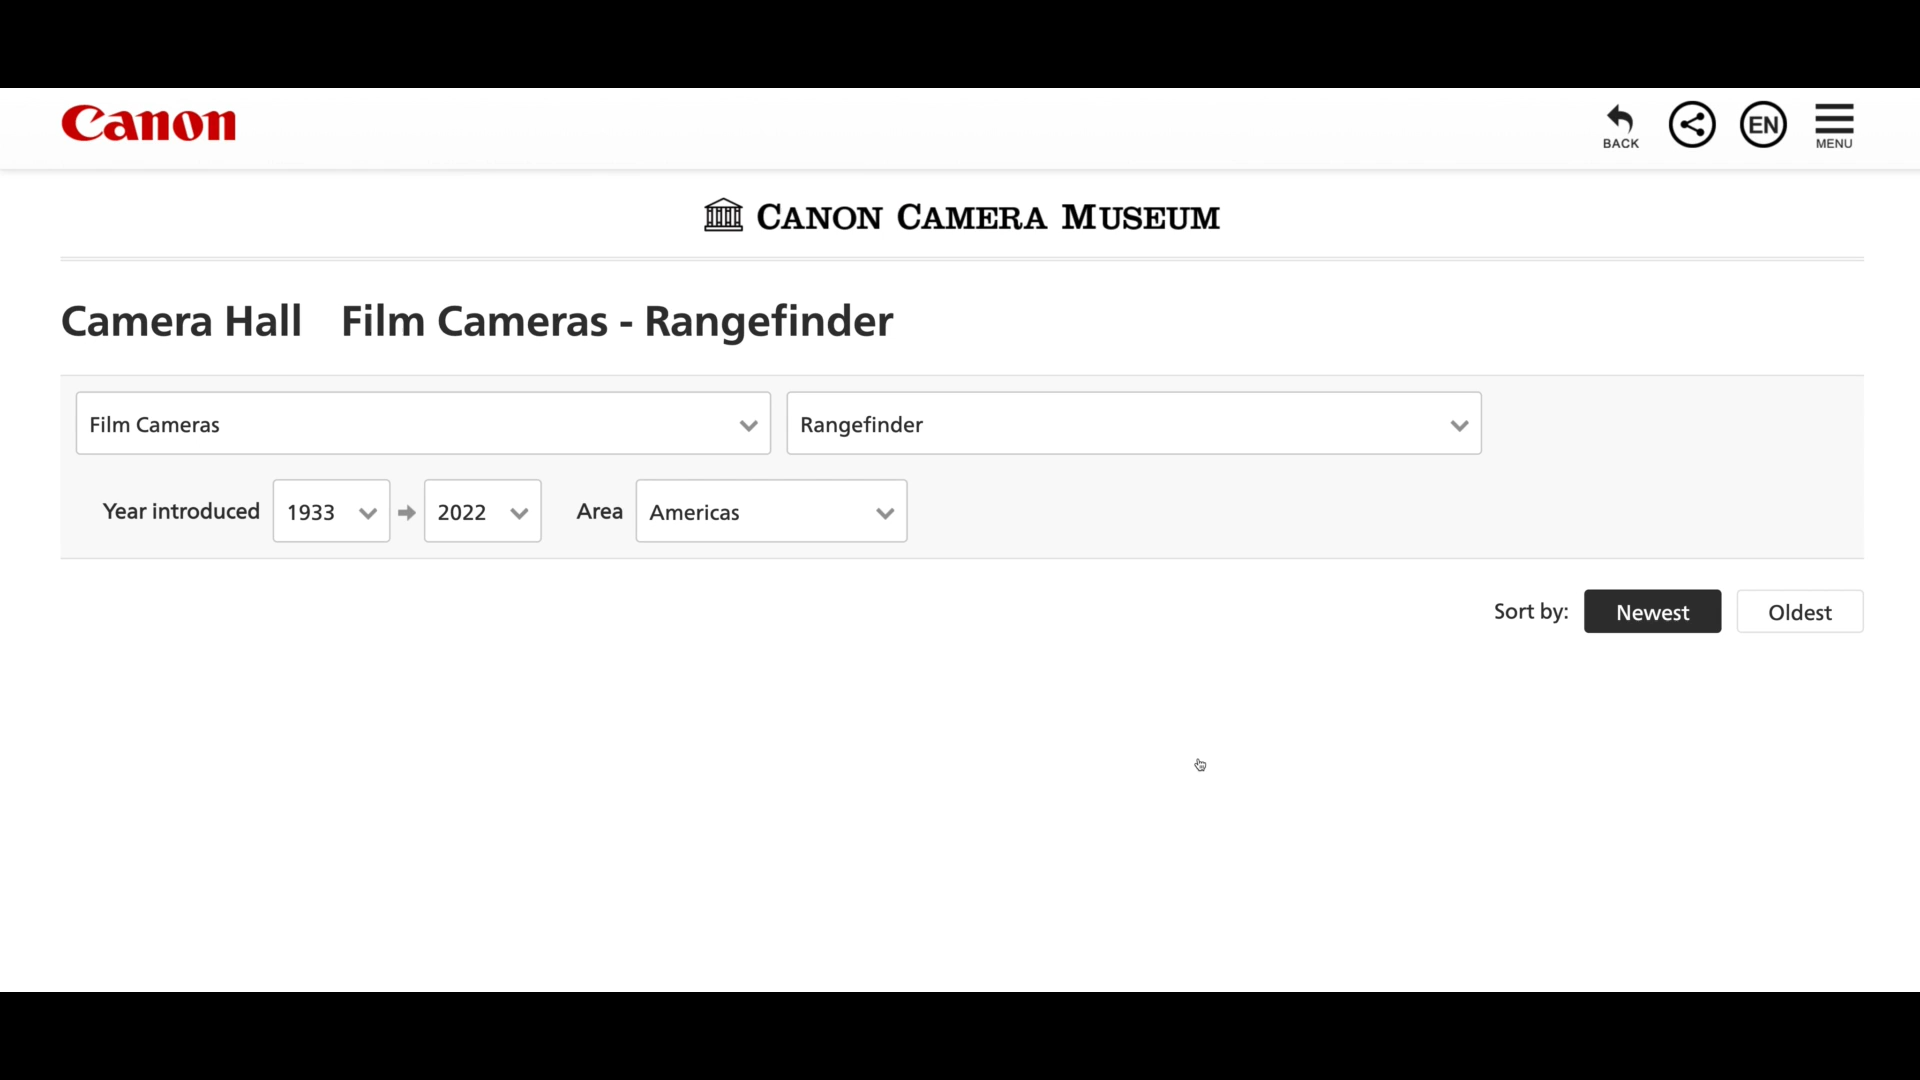 Canon
BACK
EN
MENU
CANON CAMERA MUSEUM
Camera Hall Film Cameras - Rangefinder
Film Cameras
Rangefinder
Year introduced 1933 2022 Area Americas
Sort by: Newest Oldest